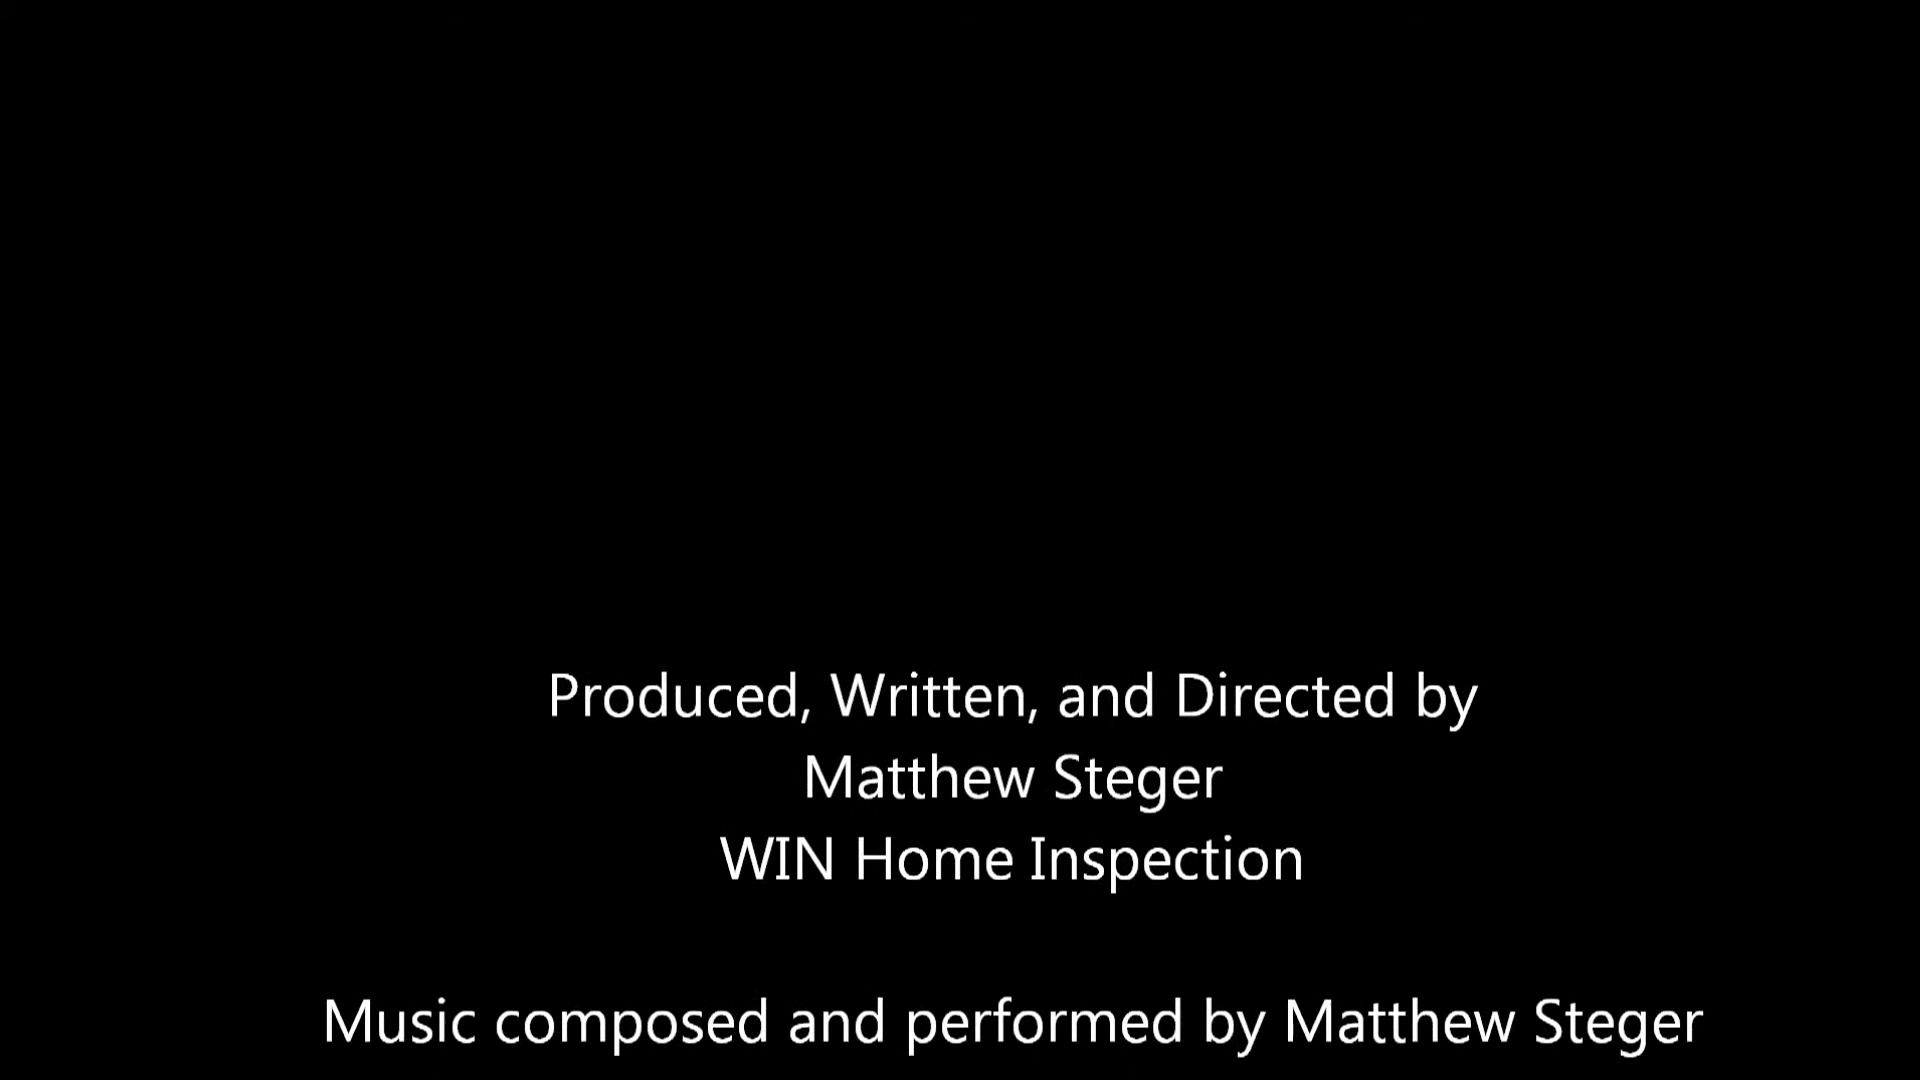 Produced, Written, and Directed by
Matthew Steger
WIN Home Inspection
Music composed and performed by Matthew Steger